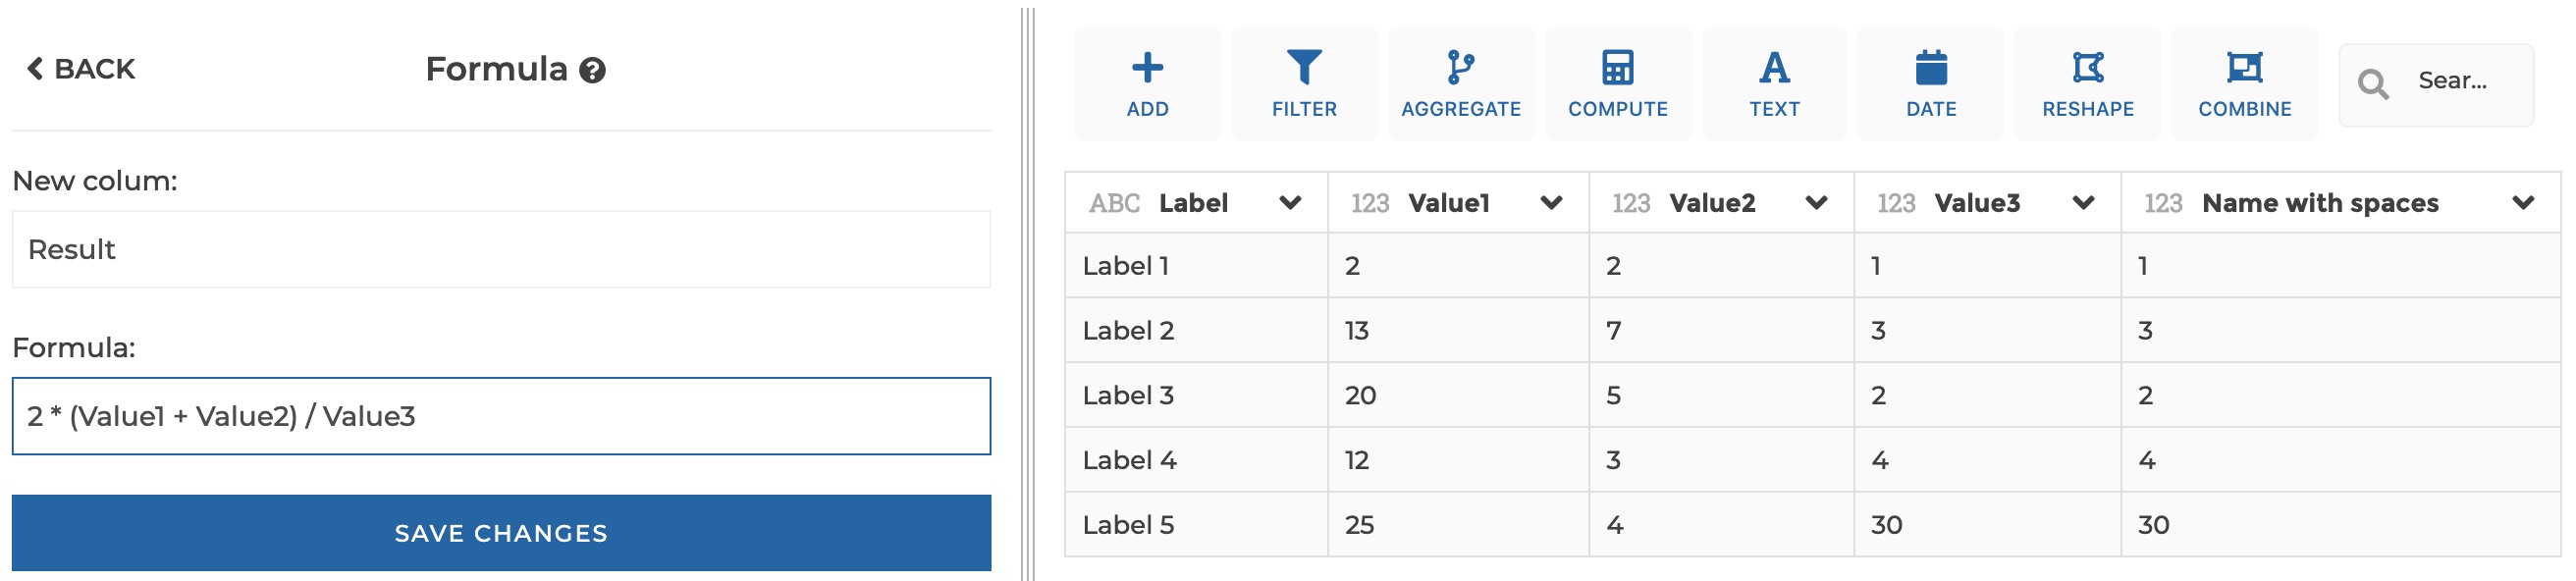 BACK
Formula
New colum:
Result
Formula:
2 * (Value1 + Value2) / Value3
SAVE CHANGES
ADD FILTER AGGREGATE COMPUTE TEXT DATE RESHAPE COMBINE Sear...
ABC Label 123 Value1 123 Value2 123 Value3 123 Name with spaces
Label 1 2 2 1 1
Label 2 13 7 3 3
Label 3 20 5 2 2
Label 4 12 3 4 4
Label 5 25 4 30 30